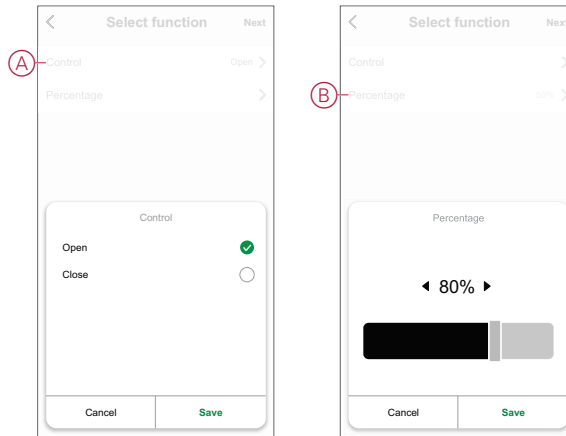 Select function Next
A
Control Open
Percentage
Control
Open
Close
Cancel Save
Select function Next
Control
B
Percentage 80%
Percentage
80%
Cancel Save